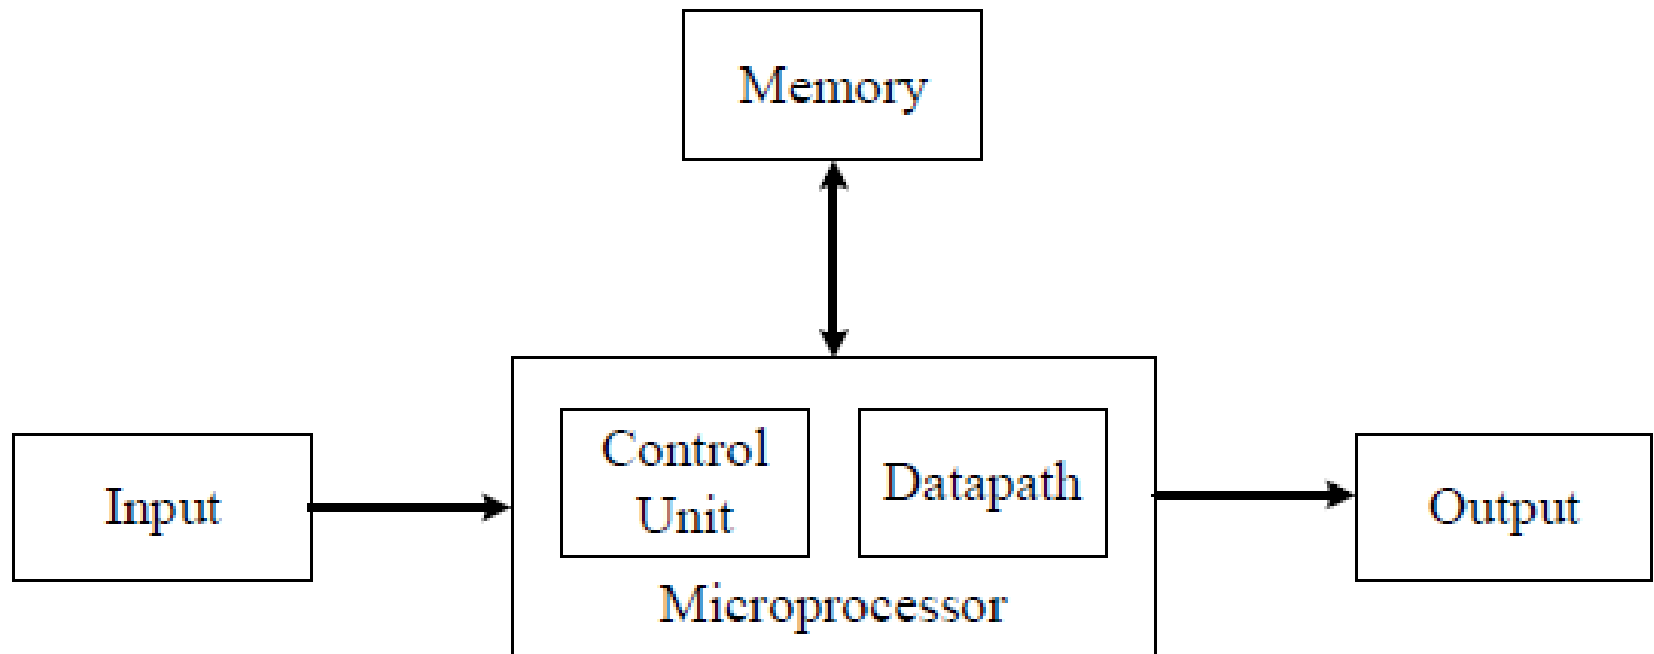 Memory
Input
Control
Unit
Datapath
Microprocessor
Output